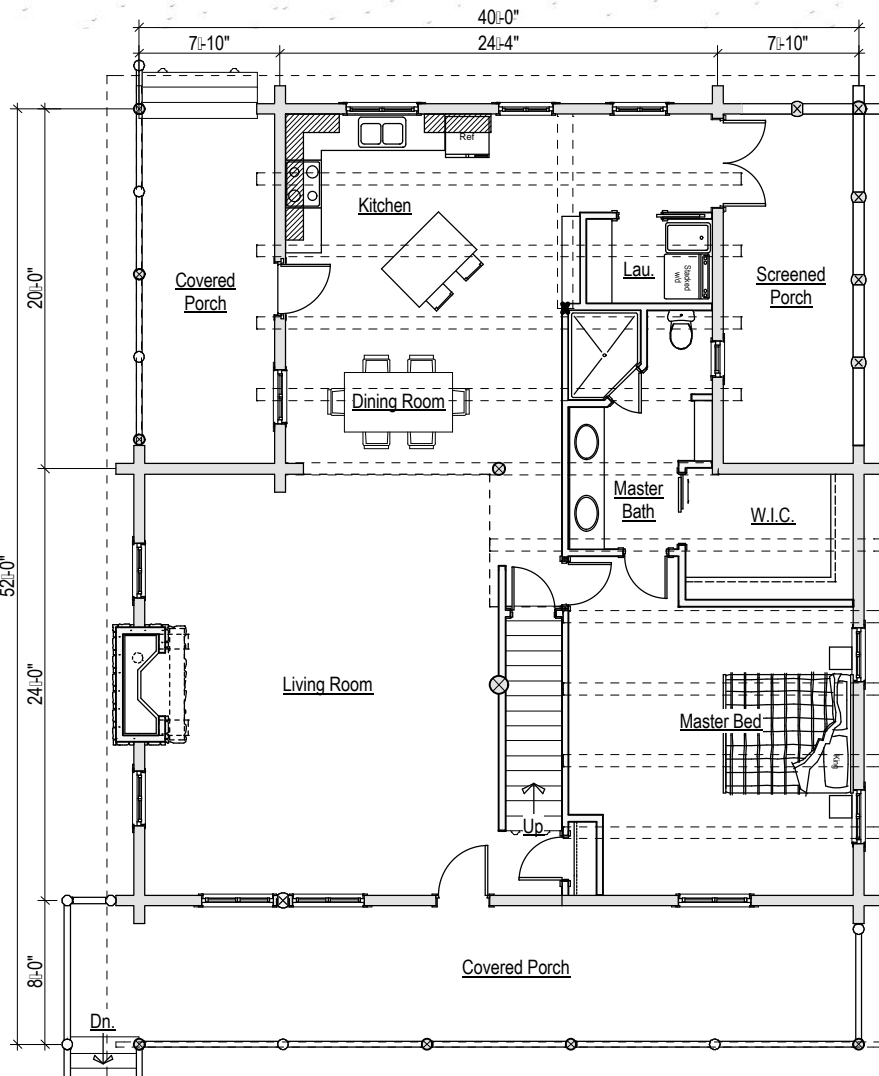 40▯-0"
7▯-10"
24▯-4"
7▯-10"
Ref
Kitchen
20▯-0"
Covered
Porch
Lau.
Stacked
w/d
Screened
Porch
Dining Room
Master
Bath
W.I.C.
52▯-0"
24▯-0"
Living Room
Master Bed
King
Up
Covered Porch
8▯-0"
Dn.